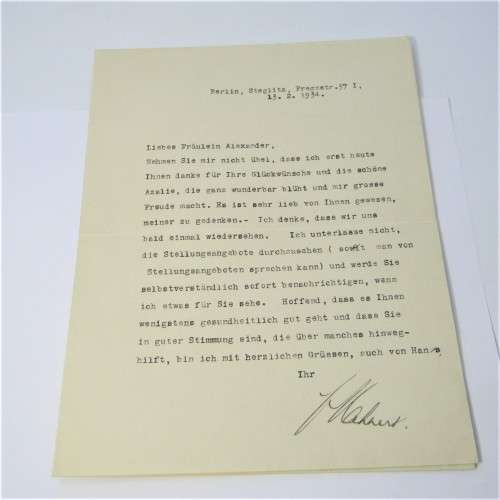 Berlin, Steglitz, Fregestr.37 I.
13. 2. 1934.
Liebes Fräulein Alexander,
Nehmen Sie mir nicht übel, dass ich erst heute
Ihnen danke für Ihre Glückwünsche und die schöne
Azalie, die ganz wunderbar blüht und mir grosse
Freude macht. Es ist sehr lieb von Ihnen gewesen,
meiner zu gedenken.- Ich denke, dass wir uns
bald einmal wiedersehen. Ich unterlasse nicht,
die Stellungsangebote durchzusehen ( soweit man von
Stellungsangeboten sprechen kann) und werde Sie
selbstverständlich sofort benachrichtigen, wenn
ich etwas für Sie sehe. Hoffend, dass es Ihnen
wenigstens gesundheitlich gut geht und dass Sie
in guter Stimmung sind, die über manches hinweg-
hilft, bin ich mit herzlichen Grüssen, auch von Hans
Ihr